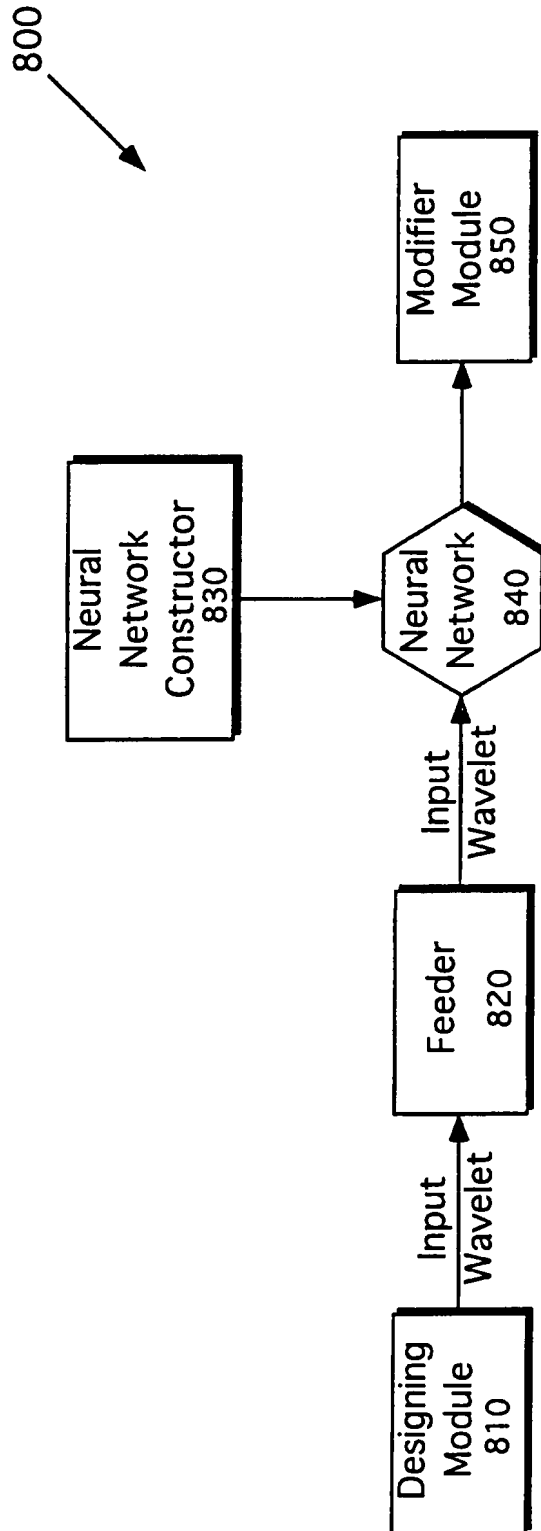 800
Neural
Network
Constructor
830
Designing
Module
810
Input
Wavelet
Feeder
820
Input
Wavelet
Neural
Network
840
Modifier
Module
850